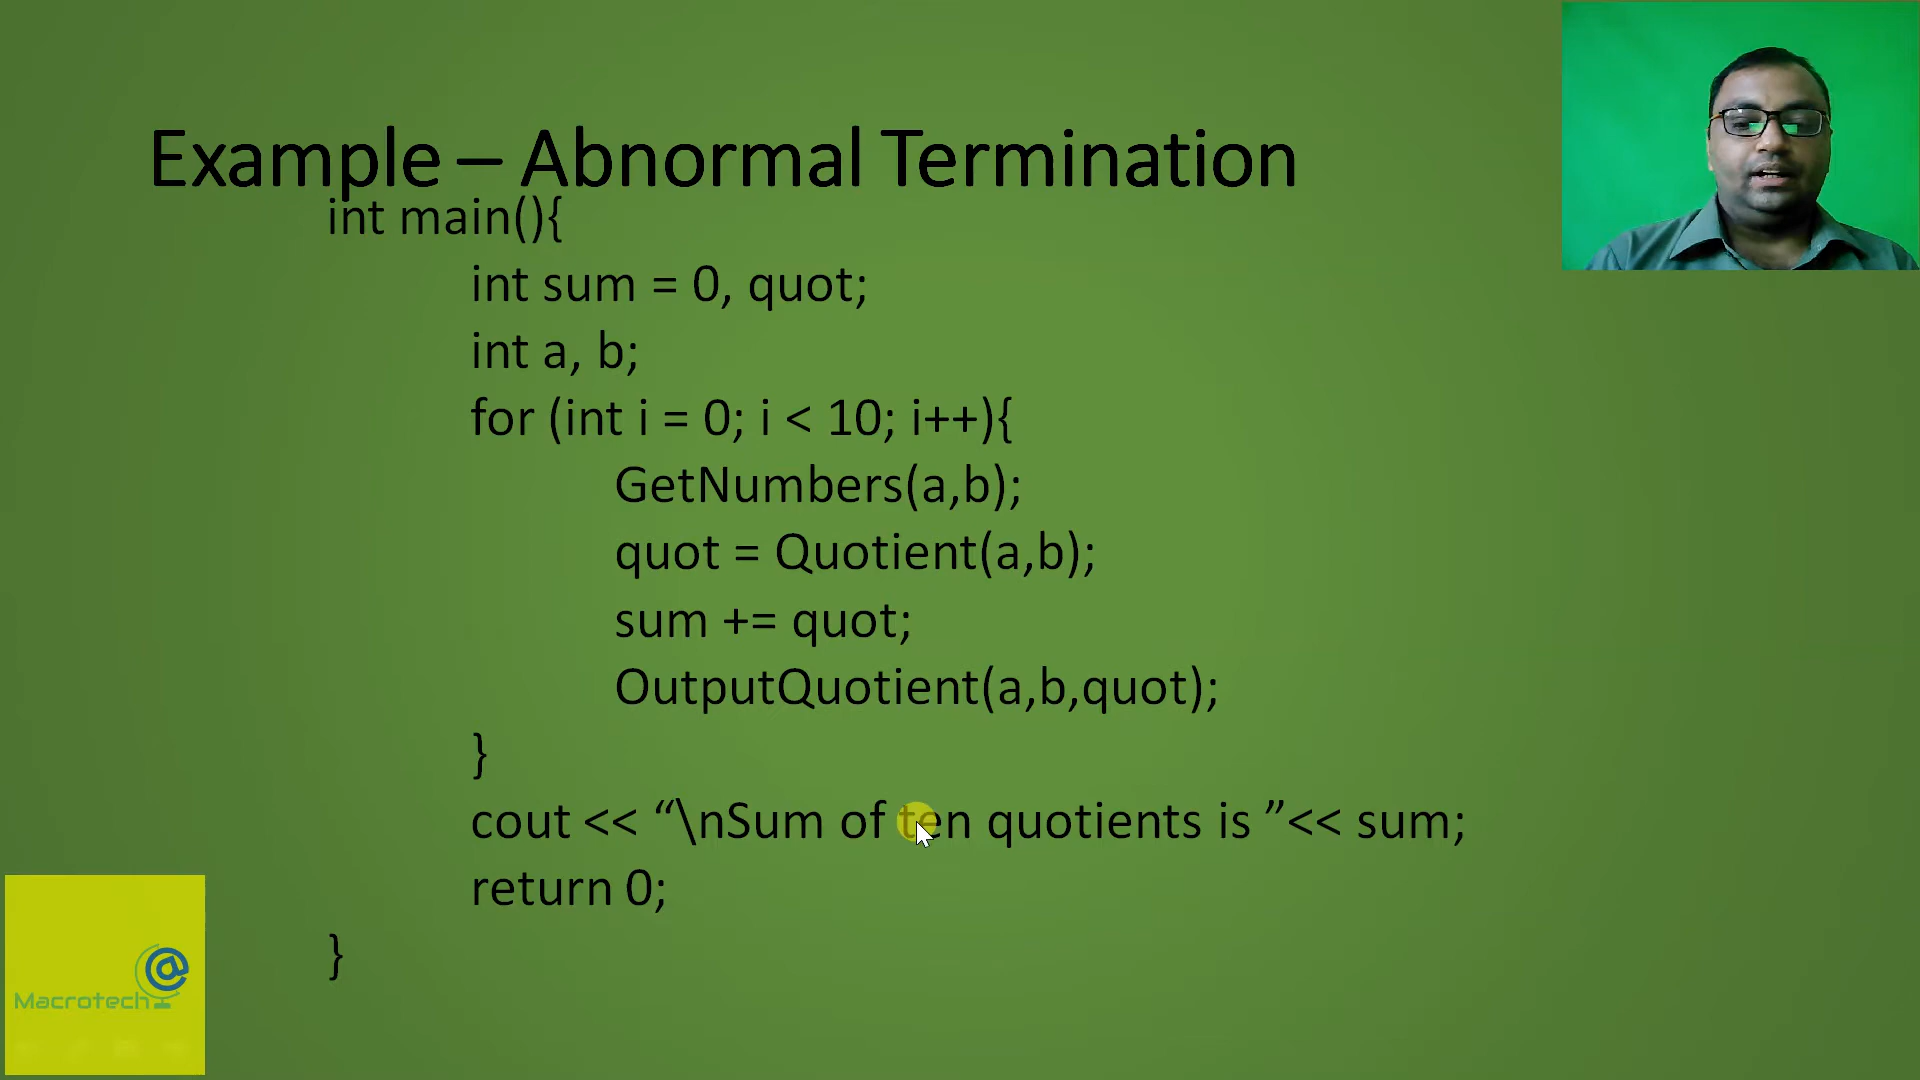 Example – Abnormal Termination
int main(){
int sum = 0, quot;
int a, b;
for (int i = 0; i < 10; i++){
GetNumbers(a,b);
quot = Quotient(a,b);
sum += quot;
OutputQuotient(a,b,quot);
}
cout << “\nSum of ten quotients is ”<< sum;
return 0;
}
@
Macrotech